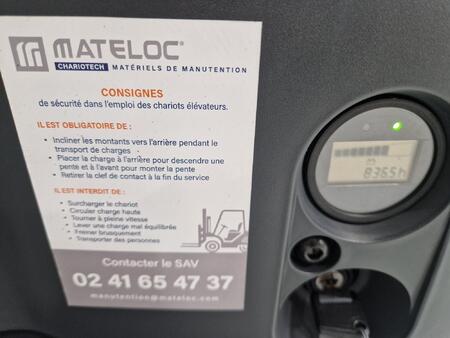 MATELOC
CHARIOTECH MATÉRIELS DE MANUTENTION
CONSIGNES
de sécurité dans l'emploi des chariots élévateurs.
IL EST OBLIGATOIRE DE :
• Incliner les montants vers l'arrière pendant le
transport de charges
• Placer la charge à l'arrière pour descendre une
pente et à l'avant pour monter la pente
• Retirer la clef de contact à la fin du service
IL EST INTERDIT DE :
• Surcharger le chariot
• Circuler charge haute
• Tourner à pleine vitesse
• Lever une charge mal équilibrée
• Freiner brusquement
• Transporter des personnes
Contacter le SAV
02 41 65 47 37
manutention@mateloc.com